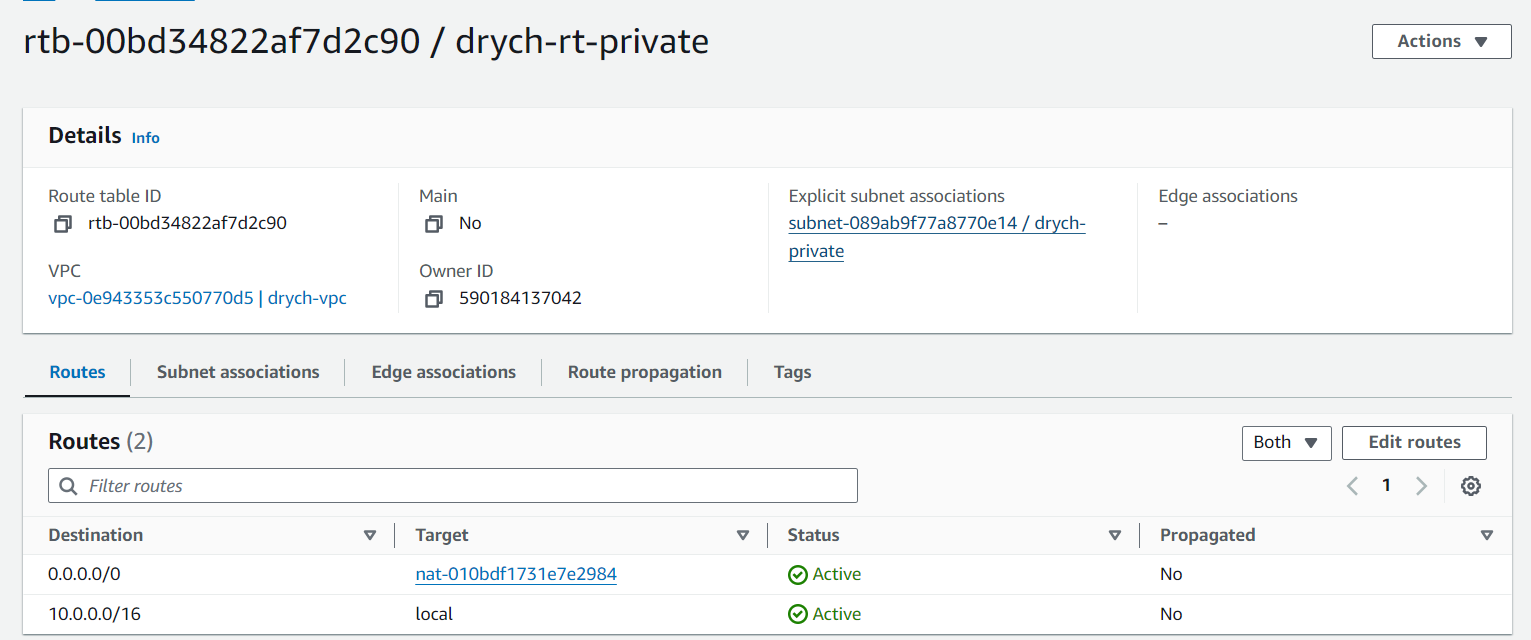 rtb-00bd34822af7d2c90 / drych-rt-private
Actions
Details Info
Route table ID
rtb-00bd34822af7d2c90
Main
No
Explicit subnet associations
subnet-089ab9f77a8770e14 / drych-
private
Edge associations
–
VPC
vpc-0e943353c550770d5 | drych-vpc
Owner ID
590184137042
Routes Subnet associations Edge associations Route propagation Tags
Routes (2)
Both Edit routes
Filter routes
1
Destination Target Status Propagated
0.0.0.0/0 nat-010bdf1731e7e2984 Active No
10.0.0.0/16 local Active No